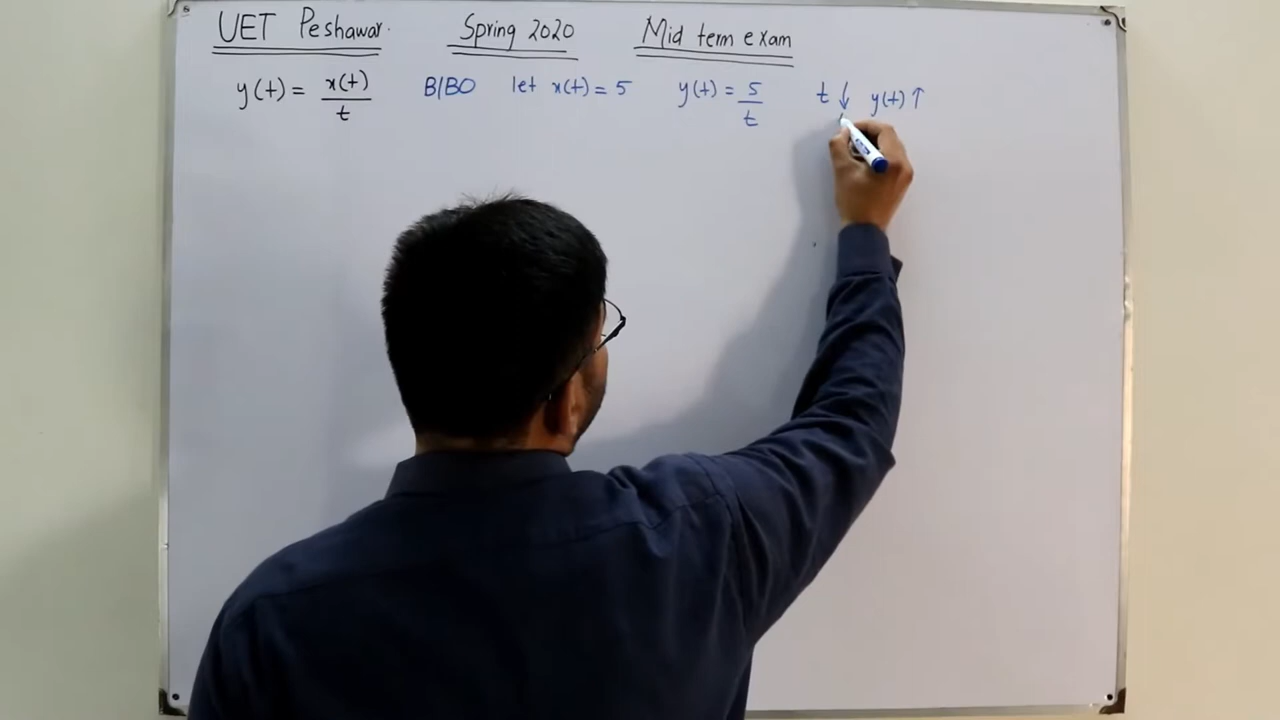 UET Peshawar. Spring 2020 Mid term exam
y(t) = x(t)/t BIBO let x(t) = 5 y(t) = 5/t t ↓ y(t) ↑